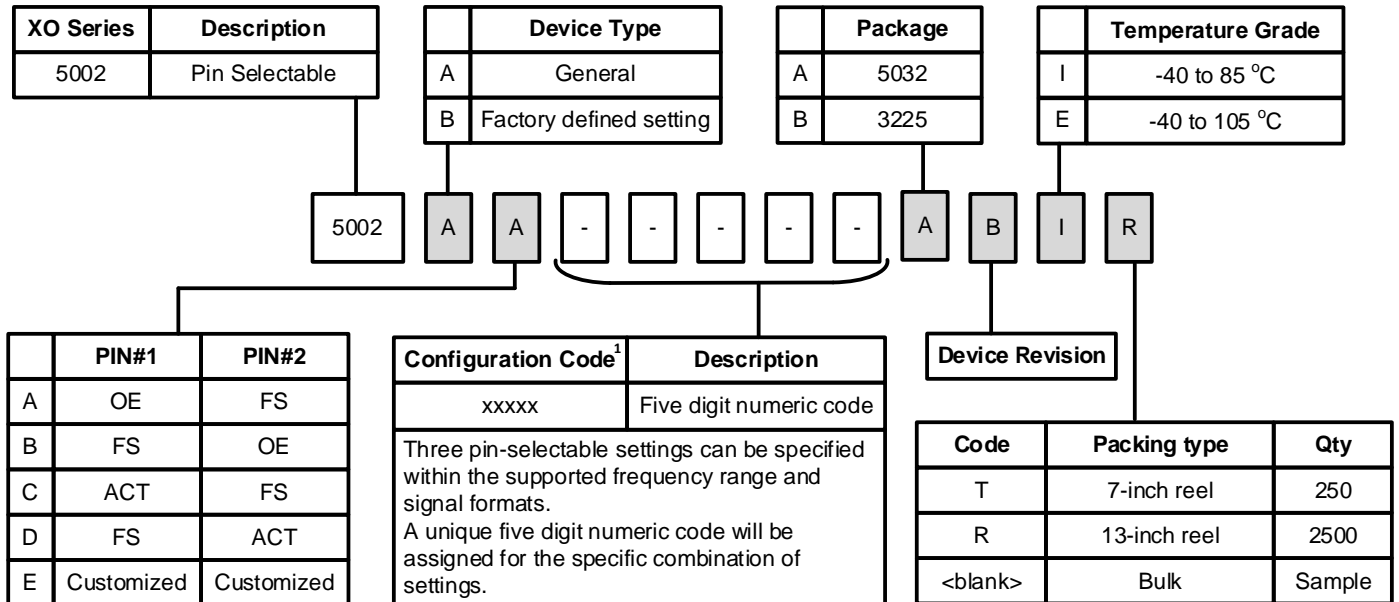 XO Series Description
5002 Pin Selectable
Device Type
A General
B Factory defined setting
Package
A 5032
B 3225
Temperature Grade
I -40 to 85 °C
E -40 to 105 °C
5002 A A - - - - - A B I R
PIN#1 PIN#2
A OE FS
B FS OE
C ACT FS
D FS ACT
E Customized Customized
Configuration Code¹ Description
xxxxx Five digit numeric code
Three pin-selectable settings can be specified
within the supported frequency range and
signal formats.
A unique five digit numeric code will be
assigned for the specific combination of
settings.
Device Revision
Code Packing type Qty
T 7-inch reel 250
R 13-inch reel 2500
<blank> Bulk Sample